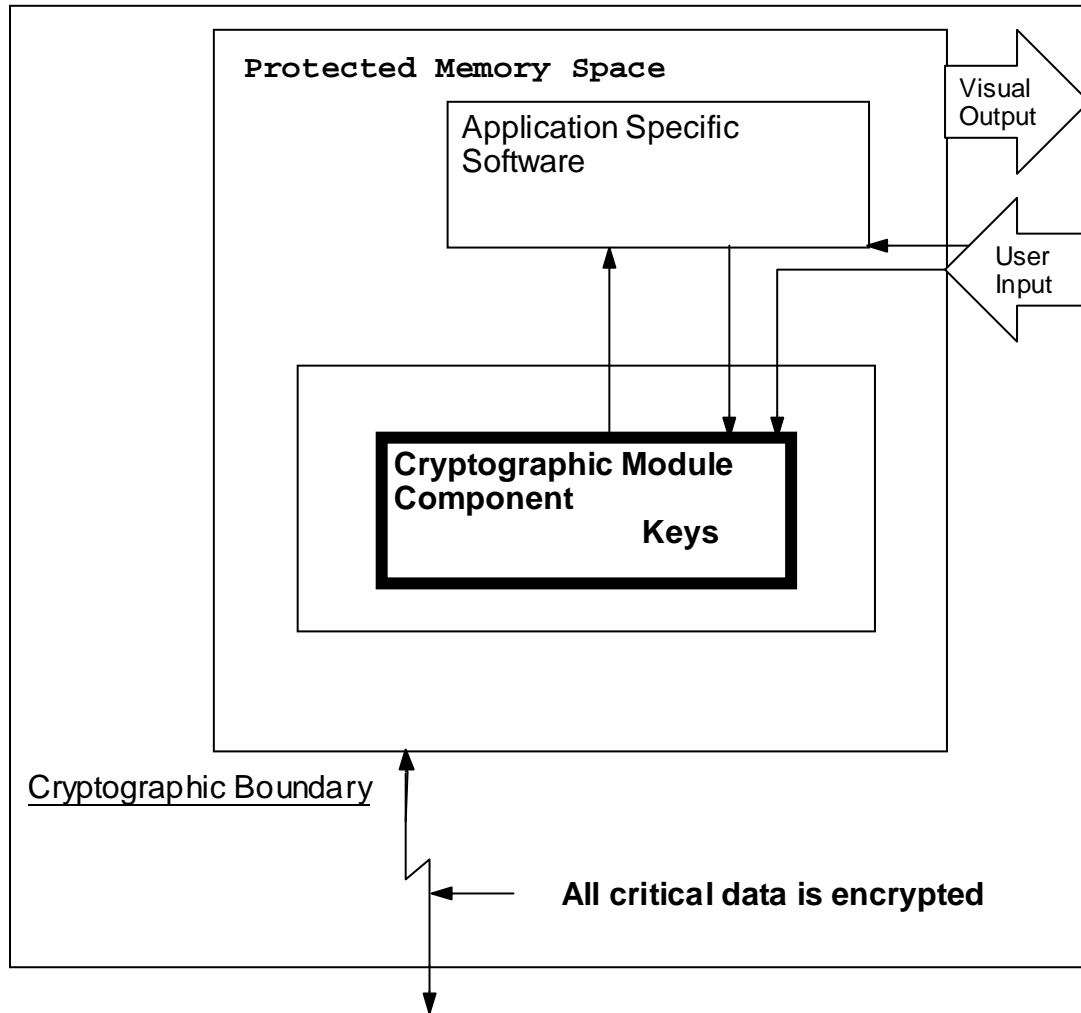 Protected Memory Space
Visual
Output
Application Specific
Software
User
Input
Cryptographic Module
Component
Keys
Cryptographic Boundary
All critical data is encrypted